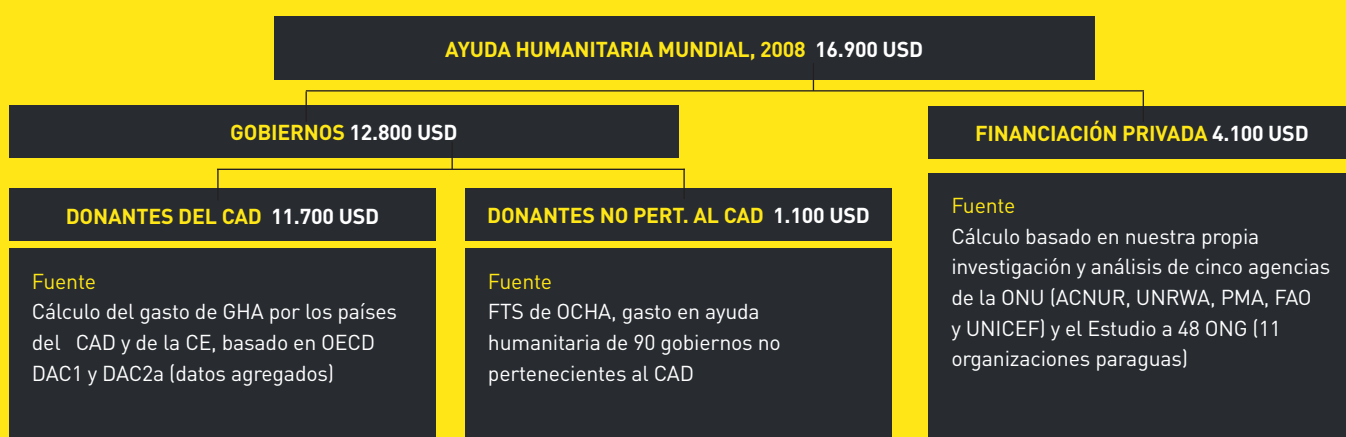 AYUDA HUMANITARIA MUNDIAL, 2008 16.900 USD
GOBIERNOS 12.800 USD
FINANCIACIÓN PRIVADA 4.100 USD
DONANTES DEL CAD 11.700 USD
DONANTES NO PERT. AL CAD 1.100 USD
Fuente
Cálculo del gasto de GHA por los países
del CAD y de la CE, basado en OECD
DAC1 y DAC2a (datos agregados)
Fuente
FTS de OCHA, gasto en ayuda
humanitaria de 90 gobiernos no
pertenecientes al CAD
Fuente
Cálculo basado en nuestra propia
investigación y análisis de cinco agencias
de la ONU (ACNUR, UNRWA, PMA, FAO
y UNICEF) y el Estudio a 48 ONG (11
organizaciones paraguas)